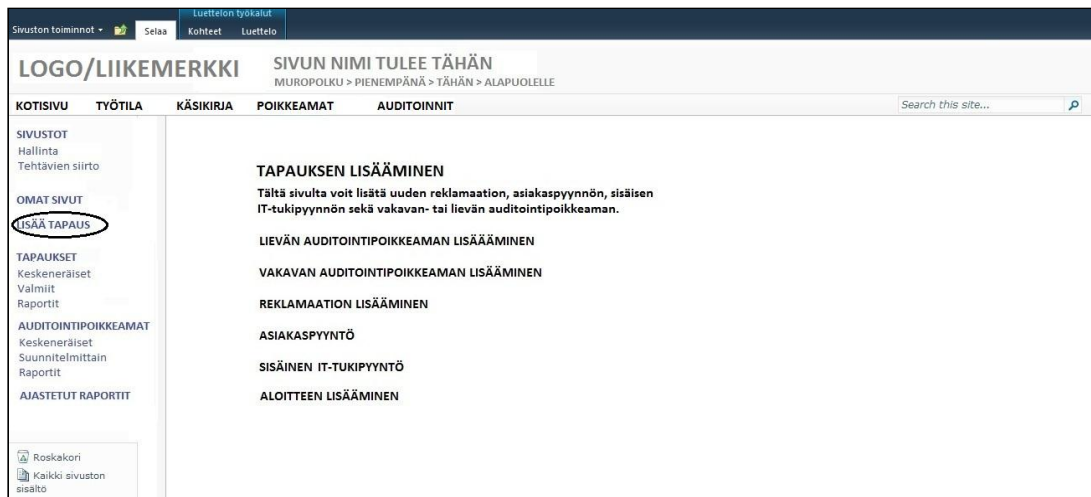 Luettelon työkalut
Sivuston toiminnot Selaa Kohteet Luettelo
LOGO/LIIKEMERKKI
SIVUN NIMI TULEE TÄHÄN
MUROPOLKU > PIENEMPÄNÄ > TÄHÄN > ALAPUOLELLE
KOTISIVU TYÖTILA KÄSIKIRJA POIKKEAMAT AUDITOINNIT
Search this site...
SIVUSTOT
Hallinta
Tehtävien siirto
OMAT SIVUT
LISÄÄ TAPAUS
TAPAUKSET
Keskeneräiset
Valmiit
Raportit
AUDITOINTIPOIKKEAMAT
Keskeneräiset
Suunnitelmittain
Raportit
AJASTETUT RAPORTIT
Roskakori
Kaikki sivuston
sisältö
TAPAUKSEN LISÄÄMINEN
Tältä sivulta voit lisätä uuden reklamaation, asiakaspyynnön, sisäisen
IT-tukipyynnön sekä vakavan- tai lievän auditointipoikkeaman.
LIEVÄN AUDITOINTIPOIKKEAMAN LISÄÄÄMINEN
VAKAVAN AUDITOINTIPOIKKEAMAN LISÄÄMINEN
REKLAMAATION LISÄÄMINEN
ASIAKASPYYNTÖ
SISÄINEN IT-TUKIPYYNTÖ
ALOITTEEN LISÄÄMINEN